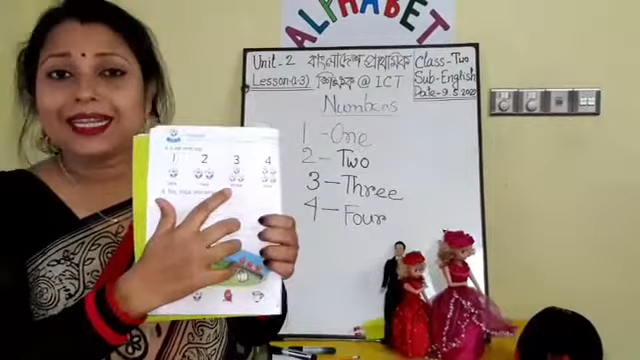 ALPHABET
Unit-2
Lesson-(1-3)
বাংলাদেশ প্রাথমিক
শিক্ষক @ ICT
Class-Two
Sub-English
Numbers
1 - One
2 - Two
3 - Three
4 - Four
1 2 3 4